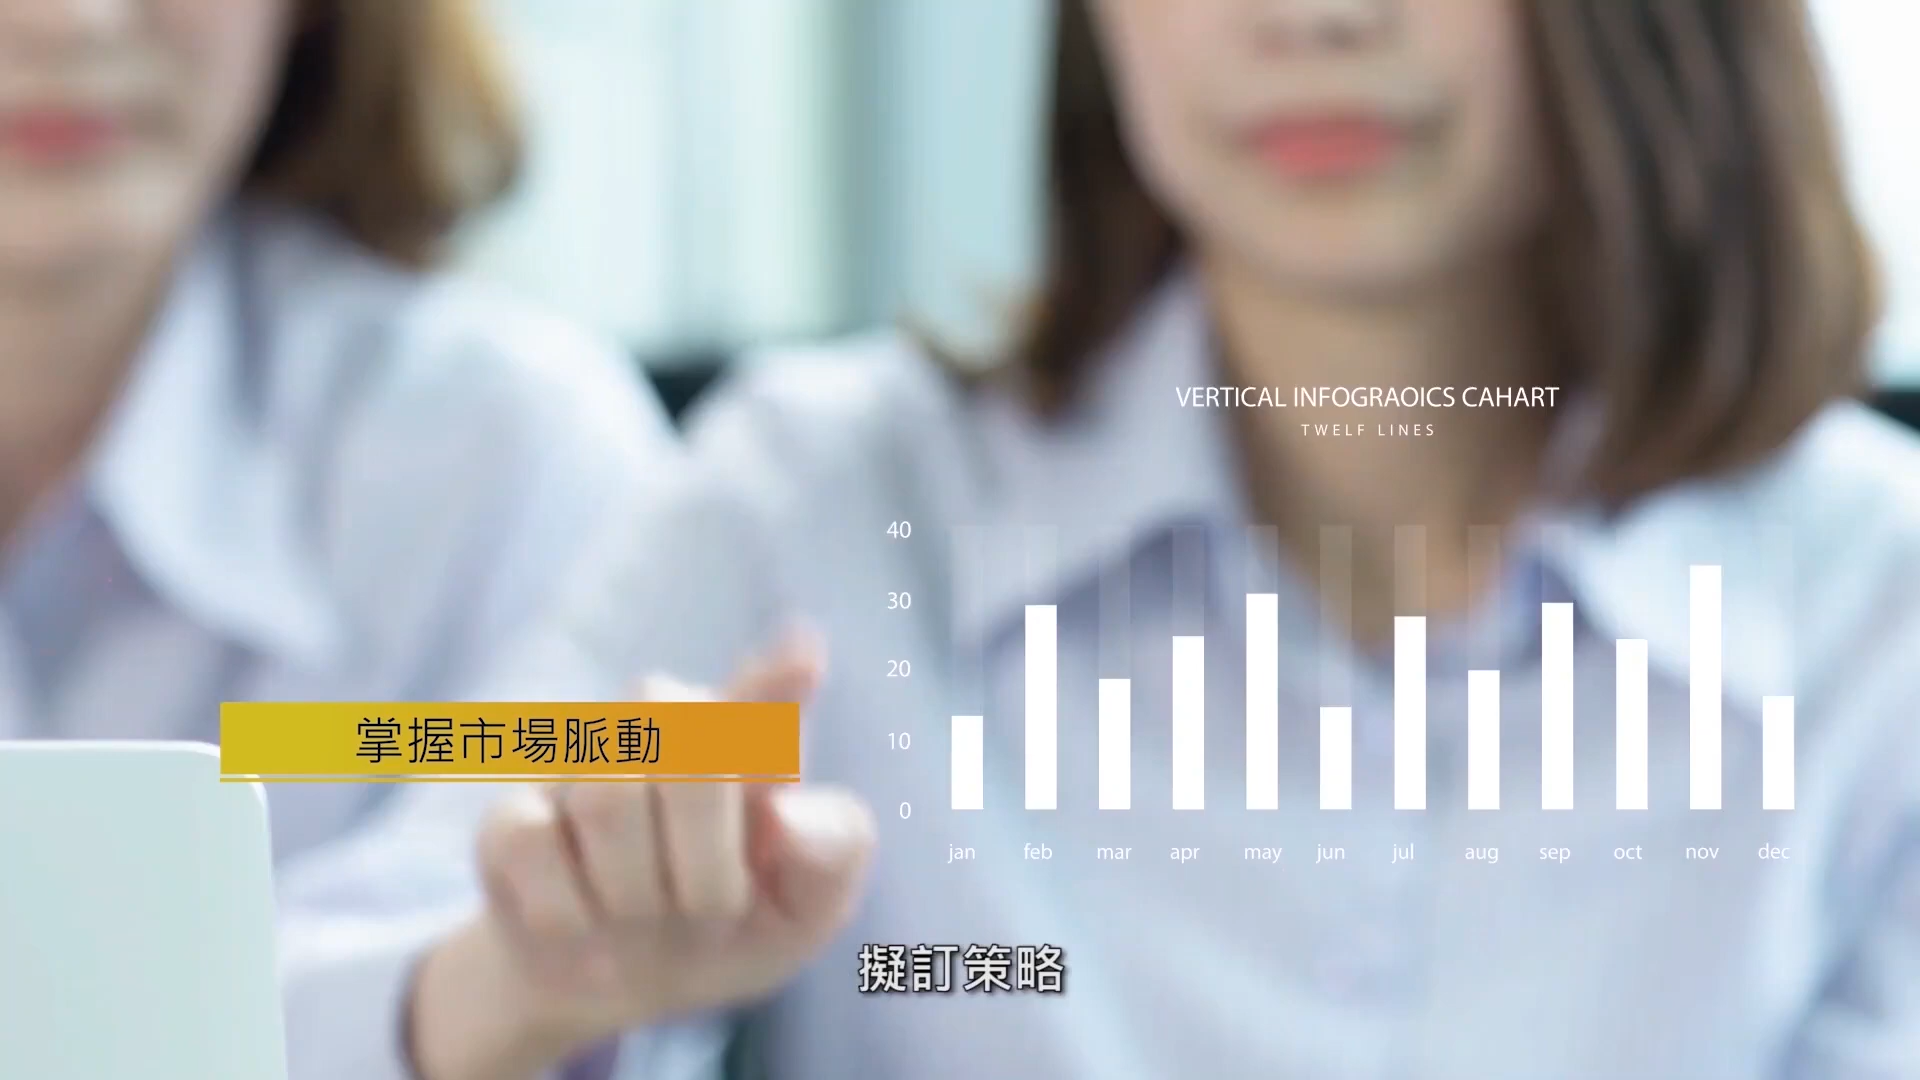 VERTICAL INFOGRAOICS CAHART
TWELF LINES
40
30
20
10
0
jan feb mar apr may jun jul aug sep oct nov dec
掌握市場脈動
擬訂策略